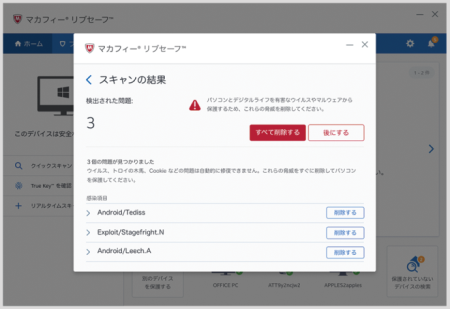 マカフィー® リブセーフ™
ホーム
マカフィー® リブセーフ™
スキャンの結果
検出された問題:
3
パソコンとデジタルライフを有害なウイルスやマルウェアから
保護するため、これらの脅威を削除してください。
すべて削除する
後にする
3 個の問題が見つかりました
ウイルス、トロイの木馬、Cookie などの問題は自動的に修復できません。これらの脅威をすぐに削除してパソコン
を保護してください。
感染項目
Android/Tediss
削除する
Exploit/Stagefright.N
削除する
Android/Leech.A
削除する
このデバイスは安全
クイックスキャン
True Key™ を確認
リアルタイムスキ
別のデバイス
を保護する
OFFICE PC
APPLES2apples
保護されていない
デバイスの検索